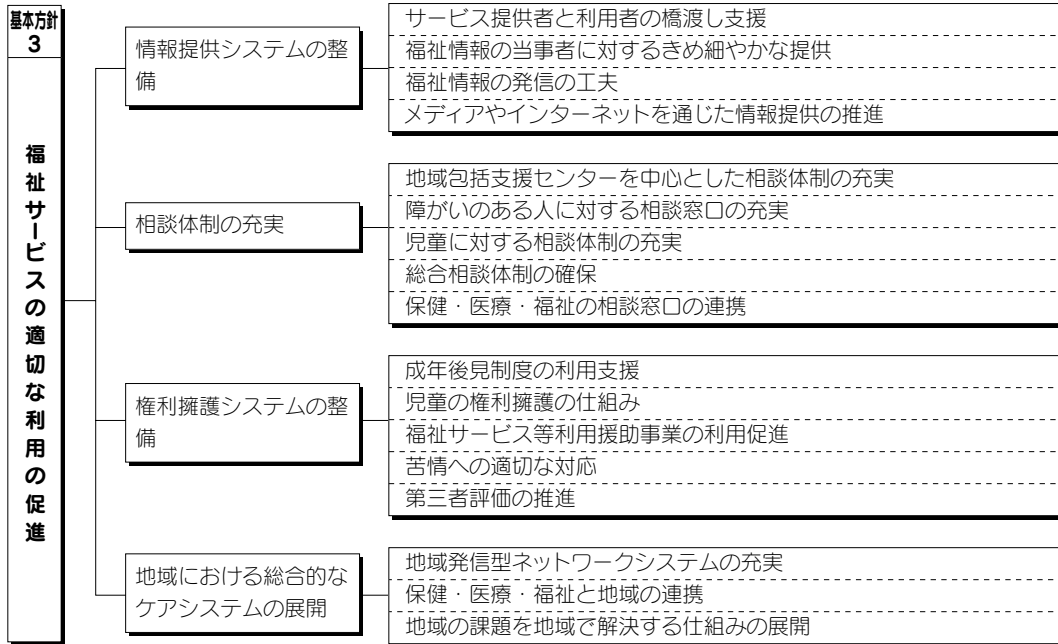 基本方針
3
福祉サービスの適切な利用の促進
情報提供システムの整
備
サービス提供者と利用者の橋渡し支援
福祉情報の当事者に対するきめ細やかな提供
福祉情報の発信の工夫
メディアやインターネットを通じた情報提供の推進
相談体制の充実
地域包括支援センターを中心とした相談体制の充実
障がいのある人に対する相談窓口の充実
児童に対する相談体制の充実
総合相談体制の確保
保健・医療・福祉の相談窓口の連携
権利擁護システムの整
備
成年後見制度の利用支援
児童の権利擁護の仕組み
福祉サービス等利用援助事業の利用促進
苦情への適切な対応
第三者評価の推進
地域における総合的な
ケアシステムの展開
地域発信型ネットワークシステムの充実
保健・医療・福祉と地域の連携
地域の課題を地域で解決する仕組みの展開